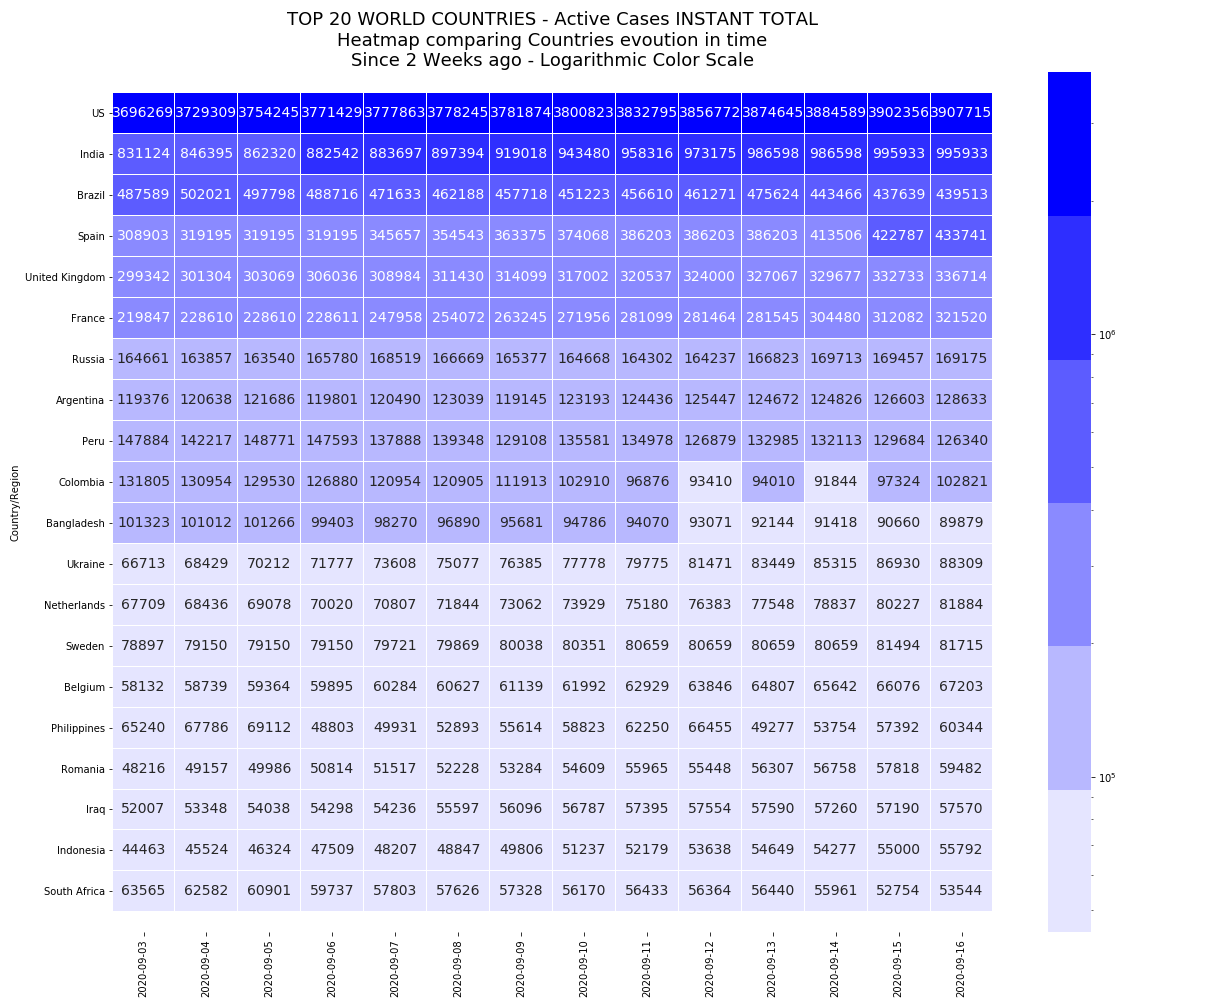 TOP 20 WORLD COUNTRIES - Active Cases INSTANT TOTAL
Heatmap comparing Countries evoution in time
Since 2 Weeks ago - Logarithmic Color Scale
US 3696269 3729309 3754245 3771429 3777863 3778245 3781874 3800823 3832795 3856772 3874645 3884589 3902356 3907715
India 831124 846395 862320 882542 883697 897394 919018 943480 958316 973175 986598 986598 995933 995933
Brazil 487589 502021 497798 488716 471633 462188 457718 451223 456610 461271 475624 443466 437639 439513
Spain 308903 319195 319195 319195 345657 354543 363375 374068 386203 386203 386203 413506 422787 433741
United Kingdom 299342 301304 303069 306036 308984 311430 314099 317002 320537 324000 327067 329677 332733 336714
France 219847 228610 228610 228611 247958 254072 263245 271956 281099 281464 281545 304480 312082 321520
Russia 164661 163857 163540 165780 168519 166669 165377 164668 164302 164237 166823 169713 169457 169175
Argentina 119376 120638 121686 119801 120490 123039 119145 123193 124436 125447 124672 124826 126603 128633
Peru 147884 142217 148771 147593 137888 139348 129108 135581 134978 126879 132985 132113 129684 126340
Colombia 131805 130954 129530 126880 120954 120905 111913 102910 96876 93410 94010 91844 97324 102821
Bangladesh 101323 101012 101266 99403 98270 96890 95681 94786 94070 93071 92144 91418 90660 89879
Ukraine 66713 68429 70212 71777 73608 75077 76385 77778 79775 81471 83449 85315 86930 88309
Netherlands 67709 68436 69078 70020 70807 71844 73062 73929 75180 76383 77548 78837 80227 81884
Sweden 78897 79150 79150 79150 79721 79869 80038 80351 80659 80659 80659 80659 81494 81715
Belgium 58132 58739 59364 59895 60284 60627 61139 61992 62929 63846 64807 65642 66076 67203
Philippines 65240 67786 69112 48803 49931 52893 55614 58823 62250 66455 49277 53754 57392 60344
Romania 48216 49157 49986 50814 51517 52228 53284 54609 55965 55448 56307 56758 57818 59482
Iraq 52007 53348 54038 54298 54236 55597 56096 56787 57395 57554 57590 57260 57190 57570
Indonesia 44463 45524 46324 47509 48207 48847 49806 51237 52179 53638 54649 54277 55000 55792
South Africa 63565 62582 60901 59737 57803 57626 57328 56170 56433 56364 56440 55961 52754 53544
2020-09-03 2020-09-04 2020-09-05 2020-09-06 2020-09-07 2020-09-08 2020-09-09 2020-09-10 2020-09-11 2020-09-12 2020-09-13 2020-09-14 2020-09-15 2020-09-16
Country/Region
10⁶
10⁵